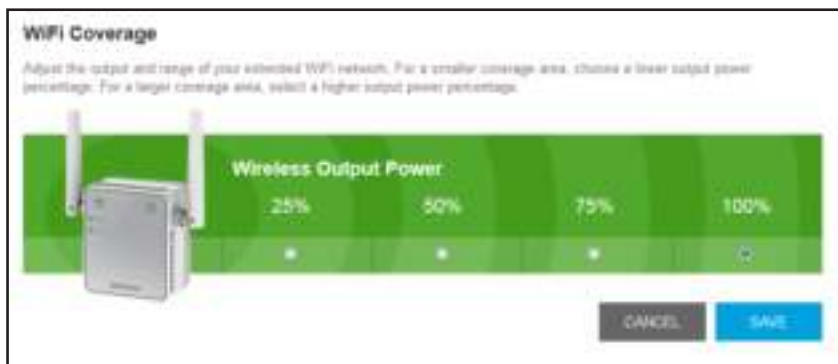 WiFi Coverage
Adjust the output and range of your extended WiFi network. For a smaller coverage area, choose a lower output power
percentage. For a larger coverage area, select a higher output power percentage.
Wireless Output Power
25% 50% 75% 100%
CANCEL SAVE